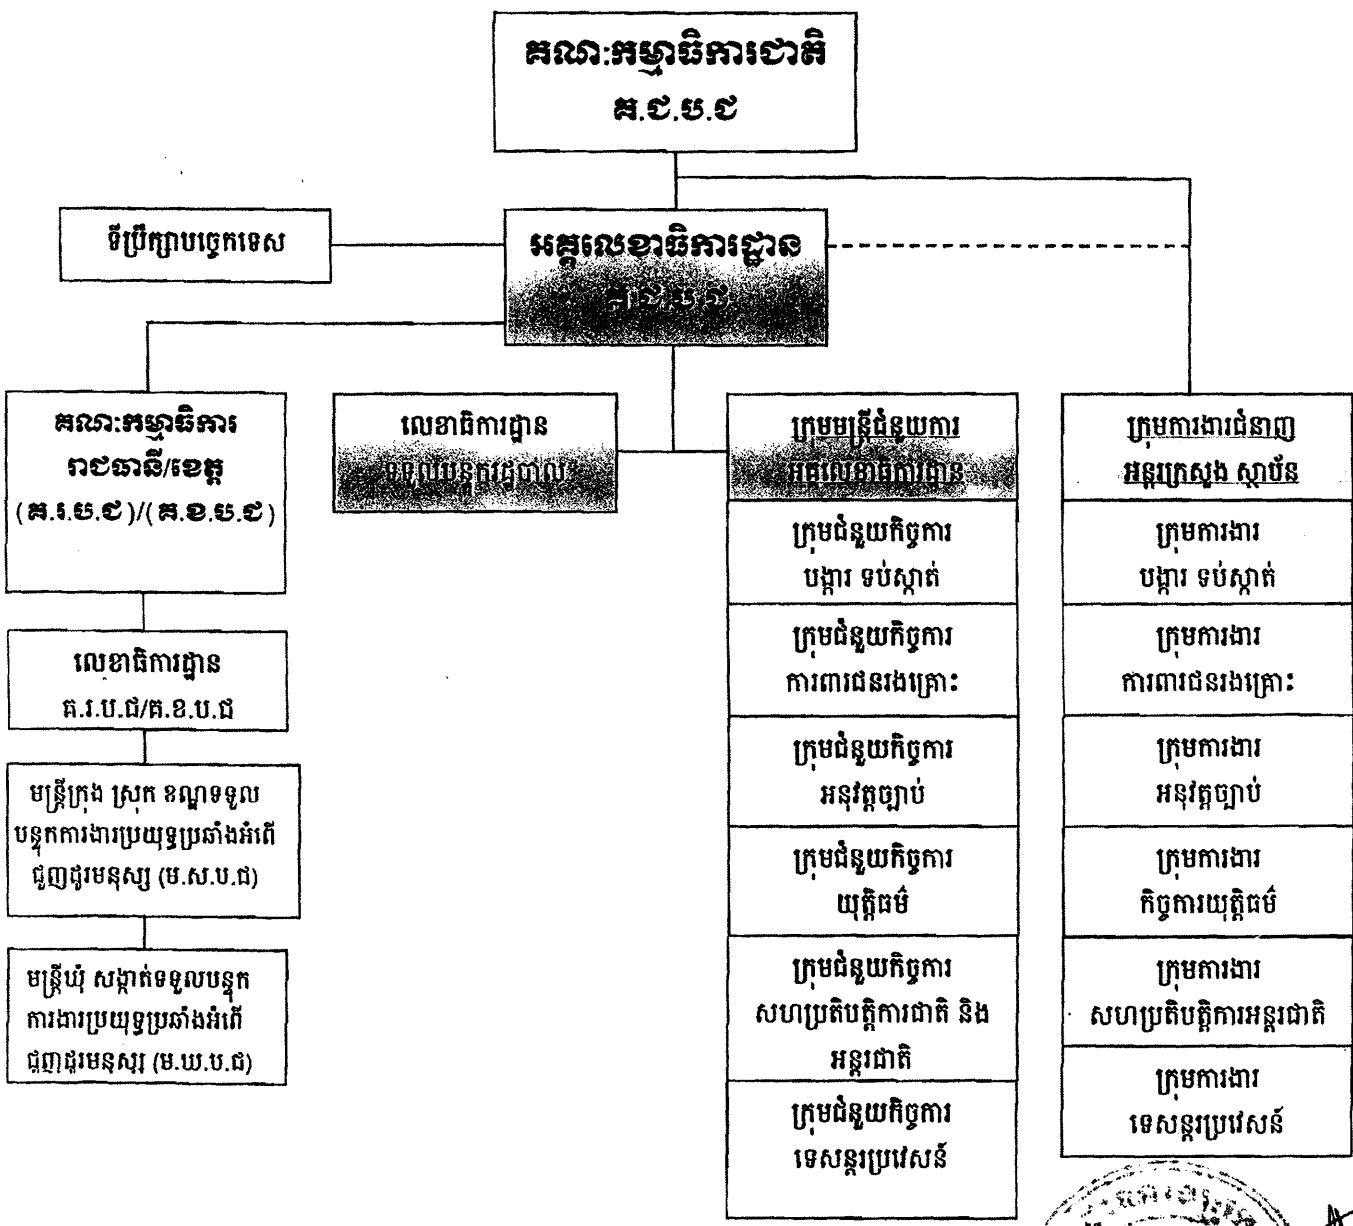 គណៈកម្មាធិការជាតិ
គ.ជ.ប.ជ
ទីប្រឹក្សាបច្ចេកទេស
អគ្គលេខាធិការដ្ឋាន
គ.ជ.ប.ជ
គណៈកម្មាធិការ
រាជធានី/ខេត្ត
(គ.រ.ប.ជ)/(គ.ខ.ប.ជ)
លេខាធិការដ្ឋាន
គ.រ.ប.ជ/គ.ខ.ប.ជ
មន្ត្រីក្រុង ស្រុក ខណ្ឌទទួល
បន្ទុកការងារប្រយុទ្ធប្រឆាំងអំពើ
ជួញដូរមនុស្ស (ម.ស.ប.ជ)
មន្ត្រីឃុំ សង្កាត់ទទួលបន្ទុក
ការងារប្រយុទ្ធប្រឆាំងអំពើ
ជួញដូរមនុស្ស (ម.ឃ.ប.ជ)
លេខាធិការដ្ឋាន
ទទួលបន្ទុករដ្ឋបាល
ក្រុមមន្ត្រីជំនួយការ
អគ្គលេខាធិការដ្ឋាន
ក្រុមជំនួយកិច្ចការ
បង្ការ ទប់ស្កាត់
ក្រុមជំនួយកិច្ចការ
ការពារជនរងគ្រោះ
ក្រុមជំនួយកិច្ចការ
អនុវត្តច្បាប់
ក្រុមជំនួយកិច្ចការ
យុត្តិធម៌
ក្រុមជំនួយកិច្ចការ
សហប្រតិបត្តិការជាតិ និង
អន្តរជាតិ
ក្រុមជំនួយកិច្ចការ
ទេសន្តរប្រវេសន៍
ក្រុមការងារជំនាញ
អន្តរក្រសួង ស្ថាប័ន
ក្រុមការងារ
បង្ការ ទប់ស្កាត់
ក្រុមការងារ
ការពារជនរងគ្រោះ
ក្រុមការងារ
អនុវត្តច្បាប់
ក្រុមការងារ
កិច្ចការយុត្តិធម៌
ក្រុមការងារ
សហប្រតិបត្តិការអន្តរជាតិ
ក្រុមការងារ
ទេសន្តរប្រវេសន៍